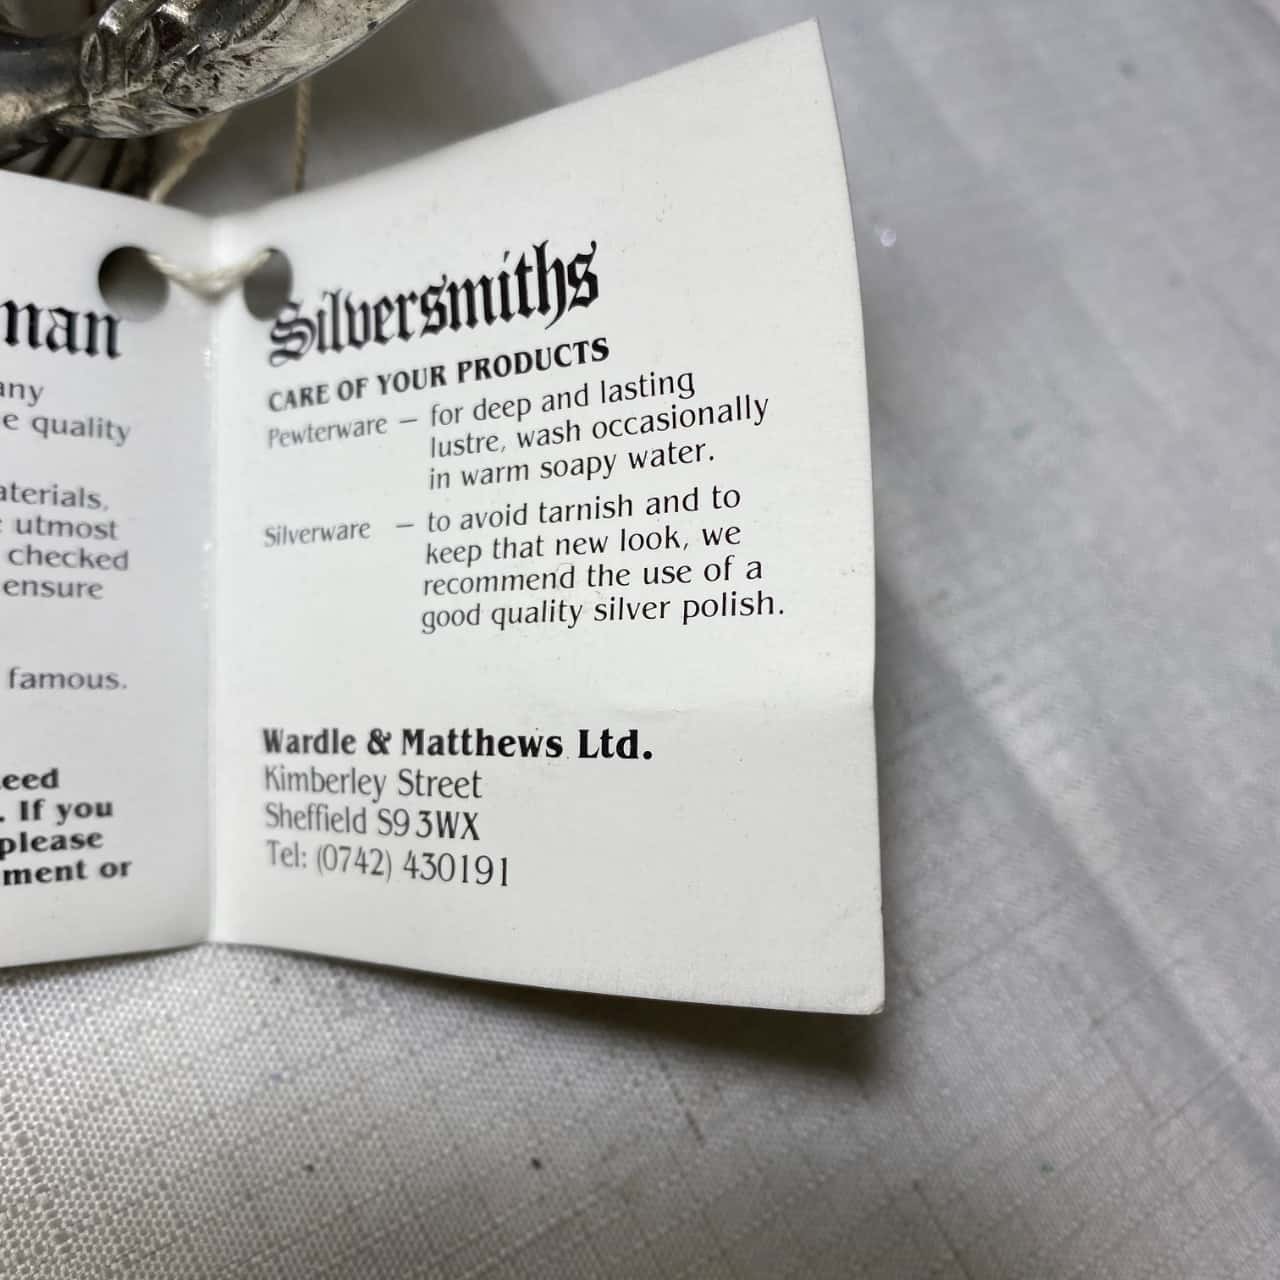 man
any
e quality
aterials,
utmost
checked
ensure
famous.
eed
. If you
please
ment or
Silversmiths
CARE OF YOUR PRODUCTS
Pewterware – for deep and lasting
lustre, wash occasionally
in warm soapy water.
Silverware – to avoid tarnish and to
keep that new look, we
recommend the use of a
good quality silver polish.
Wardle & Matthews Ltd.
Kimberley Street
Sheffield S9 3WX
Tel: (0742) 430191